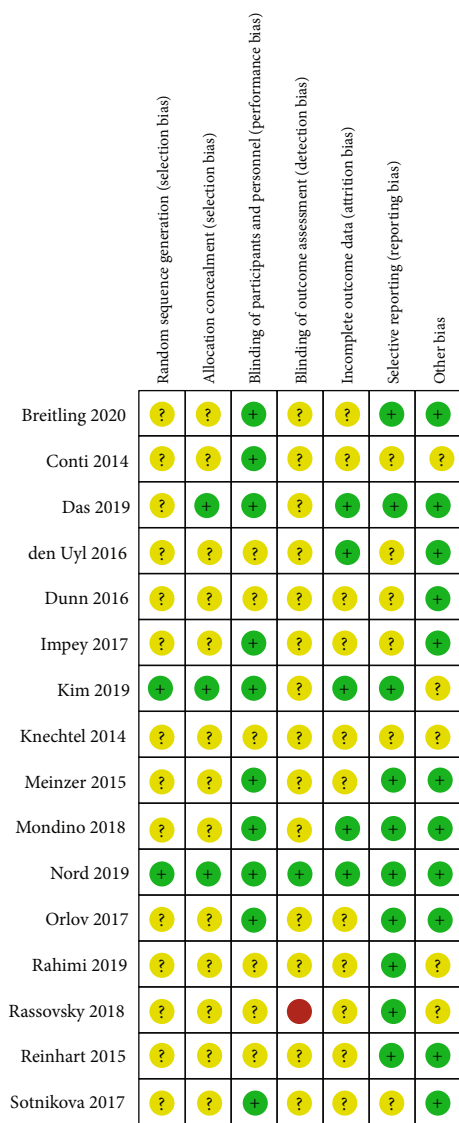 Random sequence generation (selection bias)
Allocation concealment (selection bias)
Blinding of participants and personnel (performance bias)
Blinding of outcome assessment (detection bias)
Incomplete outcome data (attrition bias)
Selective reporting (reporting bias)
Other bias
Breitling 2020 ? ? + ? ? + +
Conti 2014 ? ? + ? ? ? ?
Das 2019 ? + + ? + + +
den Uyl 2016 ? ? ? ? + ? +
Dunn 2016 ? ? ? ? ? ? +
Impey 2017 ? ? + ? ? ? +
Kim 2019 + + + ? + + ?
Knechtel 2014 ? ? ? ? ? ? ?
Meinzer 2015 ? ? + ? ? + +
Mondino 2018 ? ? + ? + + +
Nord 2019 + + + + + + +
Orlov 2017 ? ? + ? ? + +
Rahimi 2019 ? ? ? ? ? + ?
Rassovsky 2018 ? ? ? ? + ?
Reinhart 2015 ? ? ? ? ? + +
Sotnikova 2017 ? ? + ? ? ? +